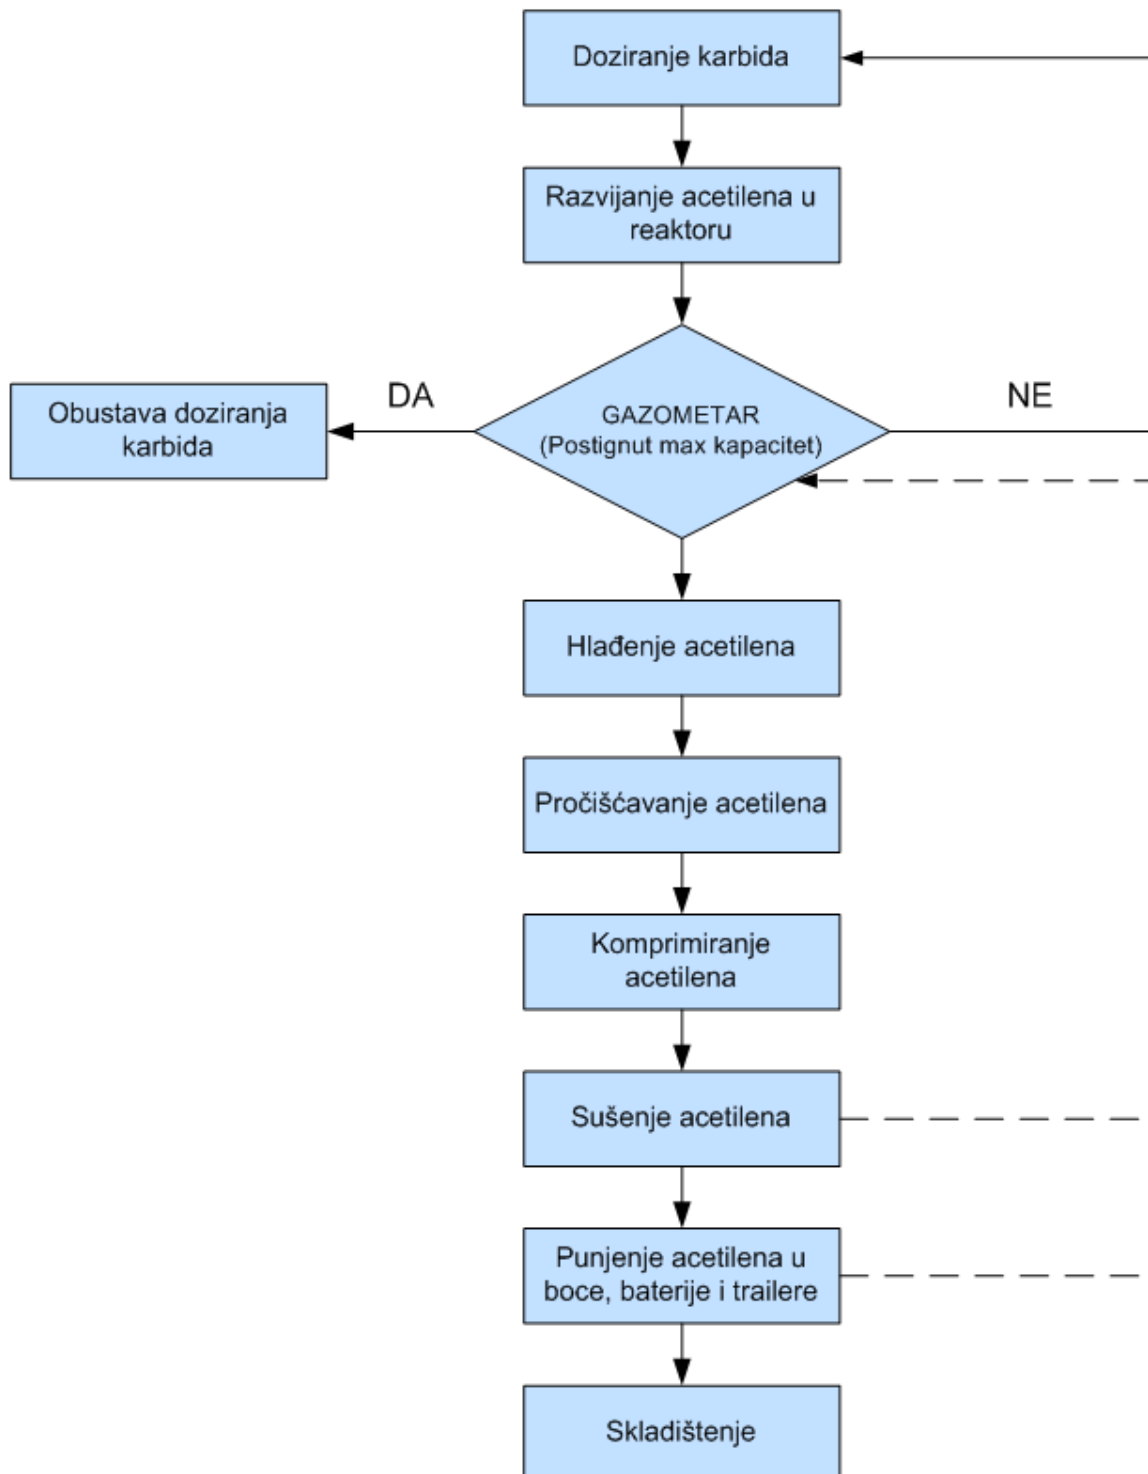 Doziranje karbida
Razvijanje acetilena u
reaktoru
DA
NE
GAZOMETAR
(Postignut max kapacitet)
Obustava doziranja
karbida
Hlađenje acetilena
Pročišćavanje acetilena
Komprimiranje
acetilena
Sušenje acetilena
Punjenje acetilena u
boce, baterije i trailere
Skladištenje